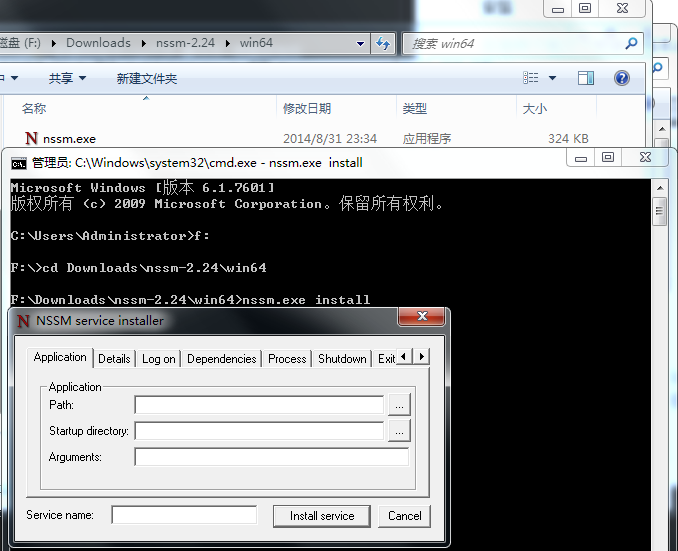 磁盘 (F:) Downloads nssm-2.24 win64 搜索 win64
共享 新建文件夹
名称 修改日期 类型 大小
nssm.exe 2014/8/31 23:34 应用程序 324 KB
管理员: C:\Windows\system32\cmd.exe - nssm.exe install
Microsoft Windows [版本 6.1.7601]
版权所有 (c) 2009 Microsoft Corporation。保留所有权利。
C:\Users\Administrator>f:
F:\>cd Downloads\nssm-2.24\win64
F:\Downloads\nssm-2.24\win64>nssm.exe install
NSSM service installer
Application Details Log on Dependencies Process Shutdown Exit
Application
Path: ...
Startup directory: ...
Arguments:
Service name: Install service Cancel